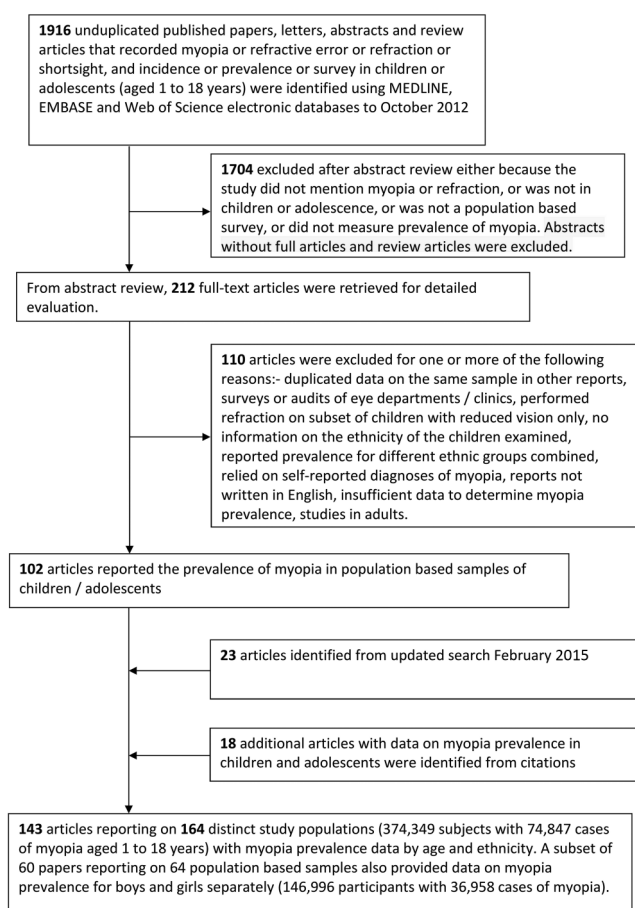 1916 unduplicated published papers, letters, abstracts and review
articles that recorded myopia or refractive error or refraction or
shortsight, and incidence or prevalence or survey in children or
adolescents (aged 1 to 18 years) were identified using MEDLINE,
EMBASE and Web of Science electronic databases to October 2012
1704 excluded after abstract review either because the
study did not mention myopia or refraction, or was not in
children or adolescence, or was not a population based
survey, or did not measure prevalence of myopia. Abstracts
without full articles and review articles were excluded.
From abstract review, 212 full-text articles were retrieved for detailed
evaluation.
110 articles were excluded for one or more of the following
reasons:- duplicated data on the same sample in other reports,
surveys or audits of eye departments / clinics, performed
refraction on subset of children with reduced vision only, no
information on the ethnicity of the children examined,
reported prevalence for different ethnic groups combined,
relied on self-reported diagnoses of myopia, reports not
written in English, insufficient data to determine myopia
prevalence, studies in adults.
102 articles reported the prevalence of myopia in population based samples of
children / adolescents
23 articles identified from updated search February 2015
18 additional articles with data on myopia prevalence in
children and adolescents were identified from citations
143 articles reporting on 164 distinct study populations (374,349 subjects with 74,847 cases
of myopia aged 1 to 18 years) with myopia prevalence data by age and ethnicity. A subset of
60 papers reporting on 64 population based samples also provided data on myopia
prevalence for boys and girls separately (146,996 participants with 36,958 cases of myopia).